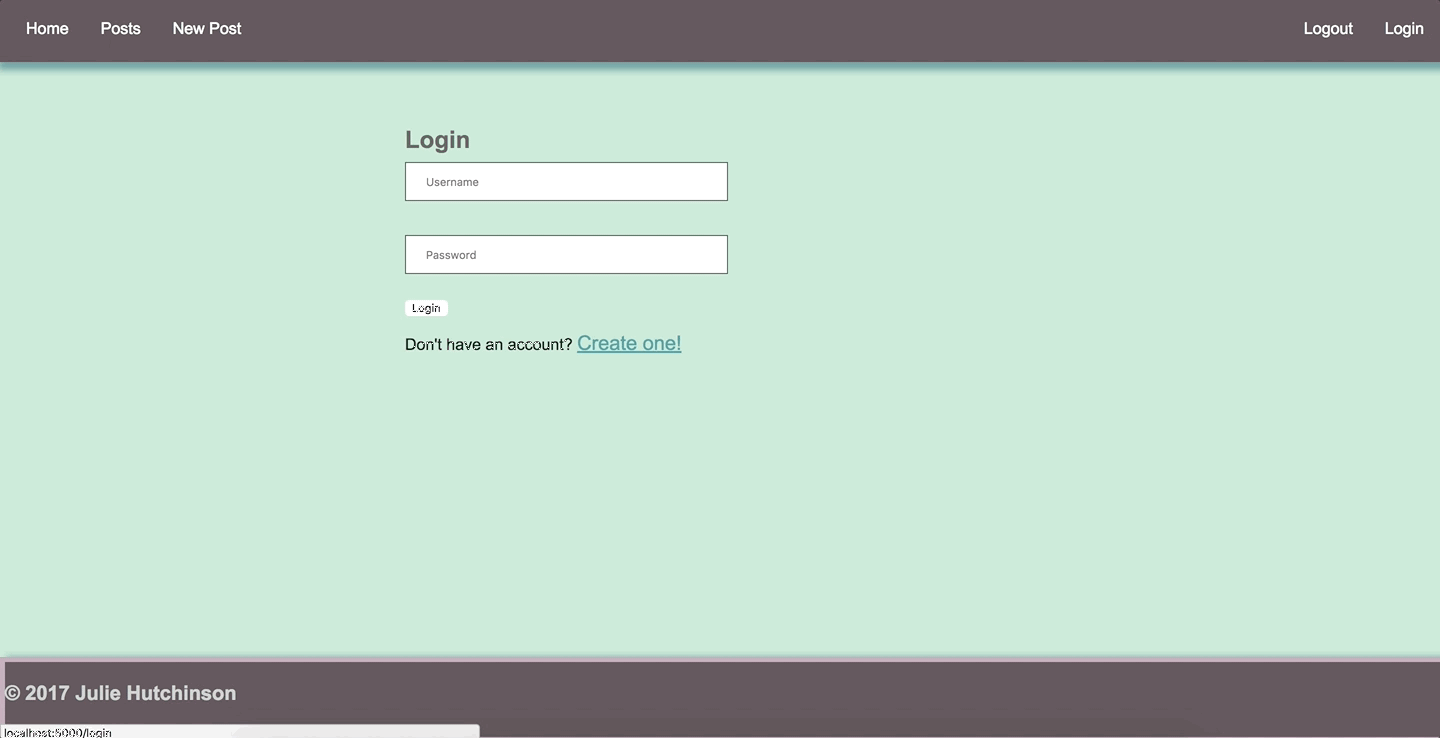 Home Posts New Post Logout Login
Login
Username
Password
Login
Don't have an account? Create one!
© 2017 Julie Hutchinson
localhost:5000/login